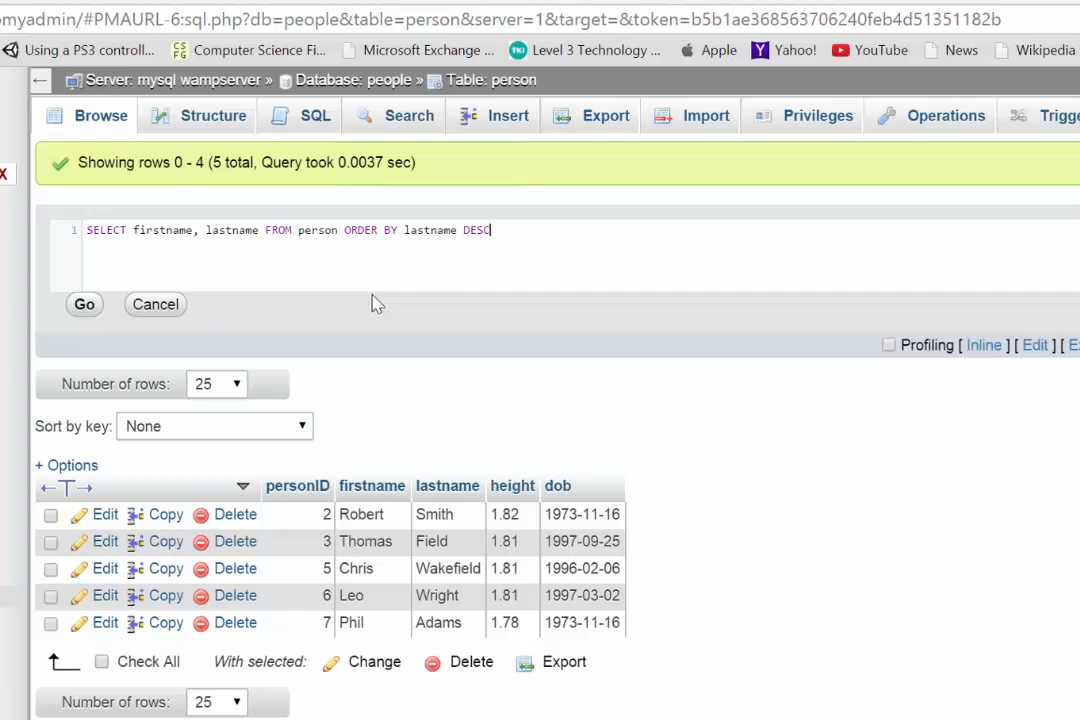 myadmin/#PMAURL-6:sql.php?db=people&table=person&server=1&target=&token=b5b1ae368563706240feb4d51351182b
Using a PS3 controll... CS FG Computer Science Fi... Microsoft Exchange ... TKI Level 3 Technology ... Apple Yahoo! YouTube News Wikipedia
Server: mysql wampserver » Database: people » Table: person
Browse Structure SQL Search Insert Export Import Privileges Operations Trigge
X
Showing rows 0 - 4 (5 total, Query took 0.0037 sec)
1 SELECT firstname, lastname FROM person ORDER BY lastname DESC
Go Cancel
Profiling [ Inline ] [ Edit ] [ E
Number of rows: 25
Sort by key: None
+ Options
←T→ personID firstname lastname height dob
Edit Copy Delete 2 Robert Smith 1.82 1973-11-16
Edit Copy Delete 3 Thomas Field 1.81 1997-09-25
Edit Copy Delete 5 Chris Wakefield 1.81 1996-02-06
Edit Copy Delete 6 Leo Wright 1.81 1997-03-02
Edit Copy Delete 7 Phil Adams 1.78 1973-11-16
Check All With selected: Change Delete Export
Number of rows: 25